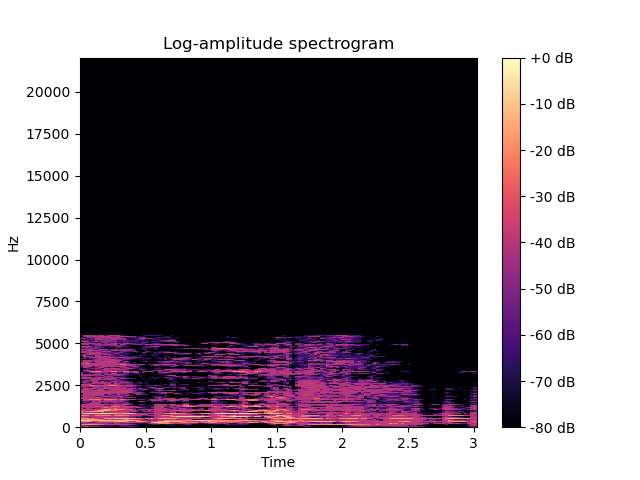 Log-amplitude spectrogram
Hz
20000
17500
15000
12500
10000
7500
5000
2500
0
0 0.5 1 1.5 2 2.5 3
Time
+0 dB
-10 dB
-20 dB
-30 dB
-40 dB
-50 dB
-60 dB
-70 dB
-80 dB